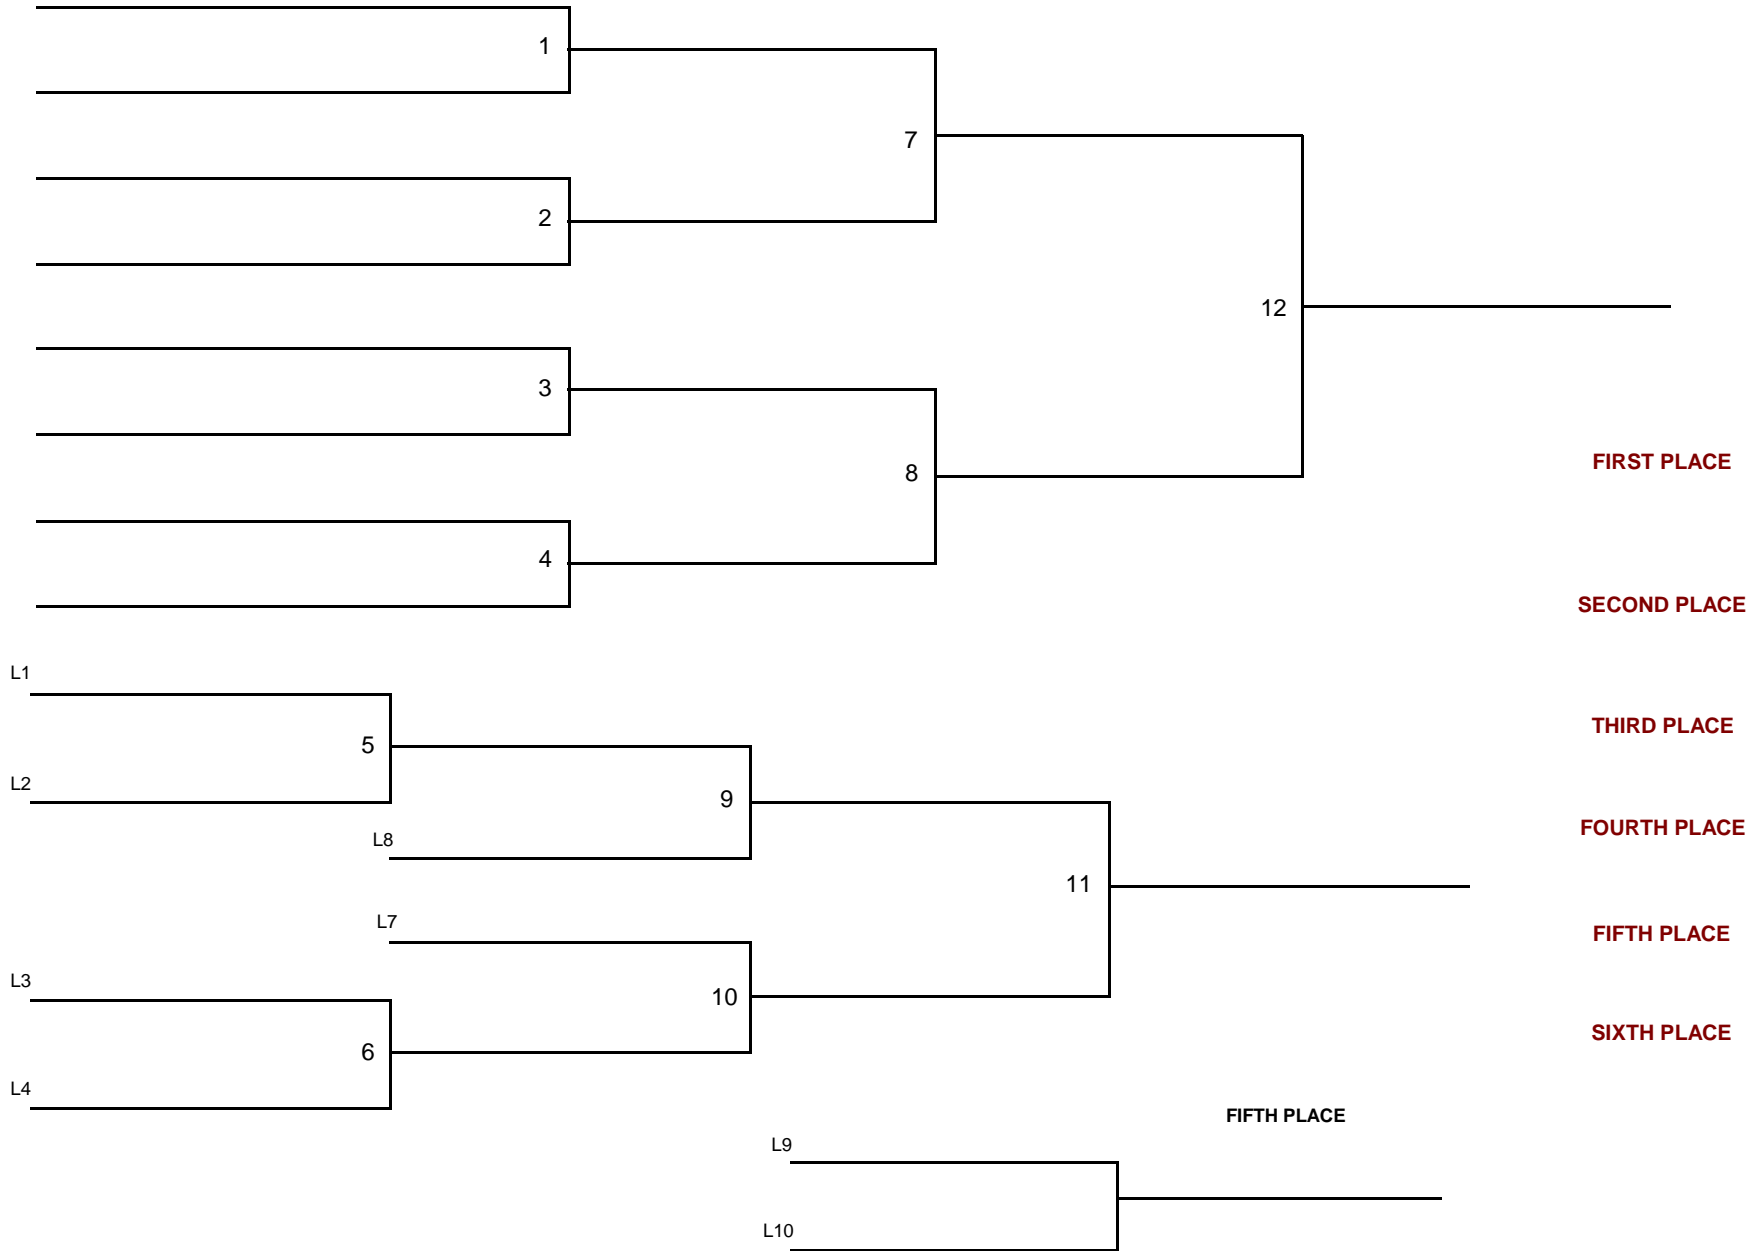 1
7
2
12
3
FIRST PLACE
8
4
SECOND PLACE
L1
THIRD PLACE
5
L2
9
FOURTH PLACE
L8
11
L7
FIFTH PLACE
L3
10
SIXTH PLACE
6
L4
FIFTH PLACE
L9
L10